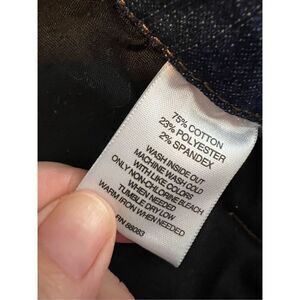 75% COTTON
23% POLYESTER
2% SPANDEX
WASH INSIDE OUT
MACHINE WASH COLD
WITH LIKE COLORS
ONLY NON-CHLORINE BLEACH
WHEN NEEDED
TUMBLE DRY LOW
WARM IRON WHEN NEEDED
RN 88083